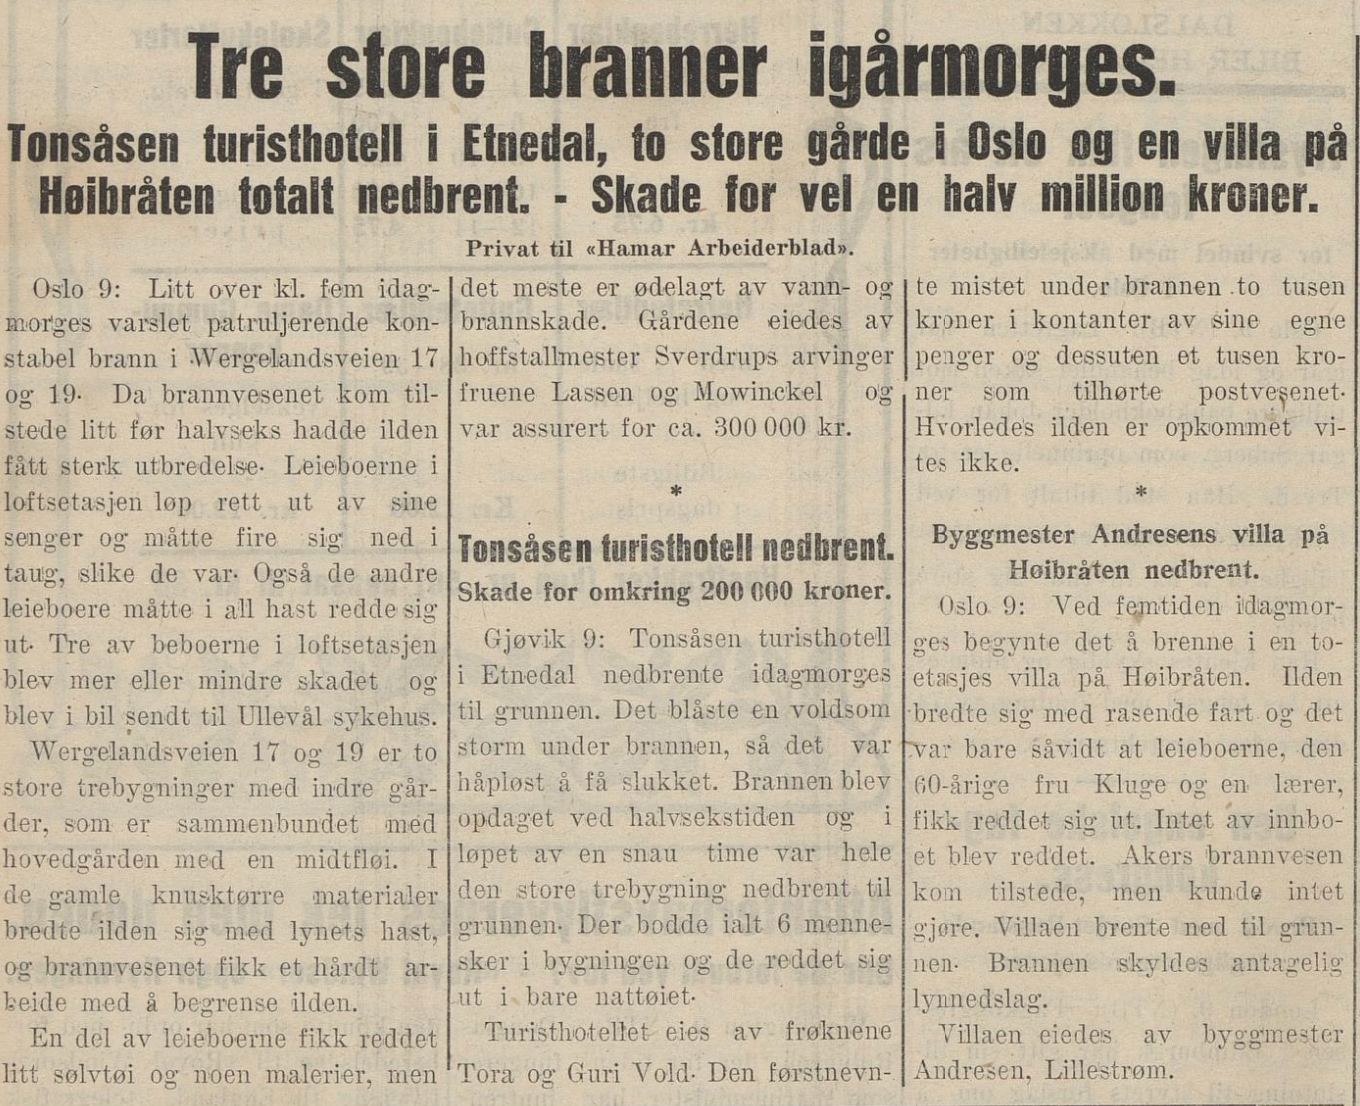 Tre store branner igårmorges.
Tonsåsen turisthotell i Etnedal, to store gårde i Oslo og en villa på
Høibråten totalt nedbrent. - Skade for vel en halv million kroner.
Privat til «Hamar Arbeiderblad».
Oslo 9: Litt over kl. fem idag-
morges varslet patruljerende kon-
stabel brann i Wergelandsveien 17
og 19. Da brannvesenet kom til-
stede litt før halvseks hadde ilden
fått sterk utbredelse. Leieboerne i
loftsetasjen løp rett ut av sine
senger og måtte fire sig ned i
taug, slike de var. Også de andre
leieboere måtte i all hast redde sig
ut. Tre av beboerne i loftsetasjen
blev mer eller mindre skadet og
blev i bil sendt til Ullevål sykehus.
Wergelandsveien 17 og 19 er to
store trebygninger med indre går-
der, som er sammenbundet med
hovedgården med en midtfløi. I
de gamle knusktørre materialer
bredte ilden sig med lynets hast,
og brannvesenet fikk et hårdt ar-
beide med å begrense ilden.
En del av leieboerne fikk reddet
litt sølvtøi og noen malerier, men
det meste er ødelagt av vann- og
brannskade. Gårdene eiedes av
hoffstallmester Sverdrups arvinger
fruene Lassen og Mowinckel og
var assurert for ca. 300 000 kr.
*
Tonsåsen turisthotell nedbrent.
Skade for omkring 200 000 kroner.
Gjøvik 9: Tonsåsen turisthotell
i Etnedal nedbrente idagmorges
til grunnen. Det blåste en voldsom
storm under brannen, så det var
håpløst å få slukket. Brannen blev
opdaget ved halvsekstiden og i
løpet av en snau time var hele
den store trebygning nedbrent til
grunnen. Der bodde ialt 6 menne-
sker i bygningen og de reddet sig
ut i bare nattøiet.
Turisthotellet eies av frøknene
Tora og Guri Vold. Den førstnevn-
te mistet under brannen to tusen
kroner i kontanter av sine egne
penger og dessuten et tusen kro-
ner som tilhørte postvesenet.
Hvorledes ilden er opkommet vi-
tes ikke.
*
Byggmester Andresens villa på
Høibråten nedbrent.
Oslo 9: Ved femtiden idagmor-
ges begynte det å brenne i en to-
etasjes villa på Høibråten. Ilden
bredte sig med rasende fart og det
var bare såvidt at leieboerne, den
60-årige fru Kluge og en lærer,
fikk reddet sig ut. Intet av innbo-
et blev reddet. Akers brannvesen
kom tilstede, men kunde intet
gjøre. Villaen brente ned til grun-
nen. Brannen skyldes antagelig
lynnedslag.
Villaen eiedes av byggmester
Andresen, Lillestrøm.